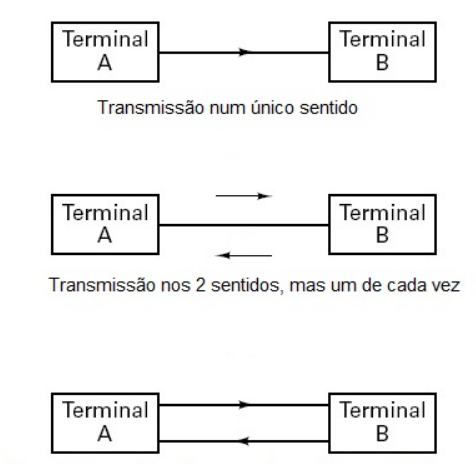 Terminal
A
Terminal
B
Transmissão num único sentido
Terminal
A
Terminal
B
Transmissão nos 2 sentidos, mas um de cada vez
Terminal
A
Terminal
B